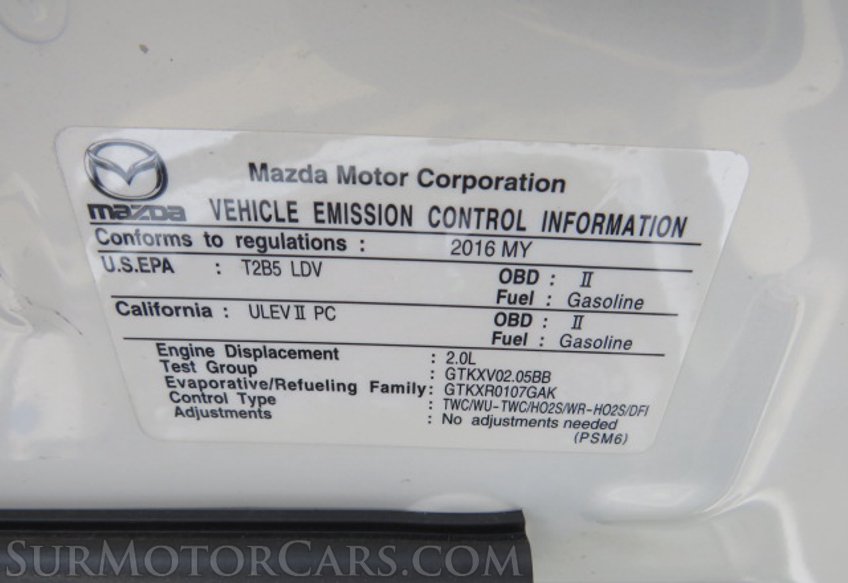 Mazda Motor Corporation
mazda VEHICLE EMISSION CONTROL INFORMATION
Conforms to regulations : 2016 MY
U.S.EPA : T2B5 LDV OBD : II
Fuel : Gasoline
California : ULEV II PC OBD : II
Fuel : Gasoline
Engine Displacement : 2.0L
Test Group : GTKXV02.05BB
Evaporative/Refueling Family: GTKXR0107GAK
Control Type : TWC/WU-TWC/HO2S/WR-HO2S/DFI
Adjustments : No adjustments needed
(PSM6)
SurMotorCars.com